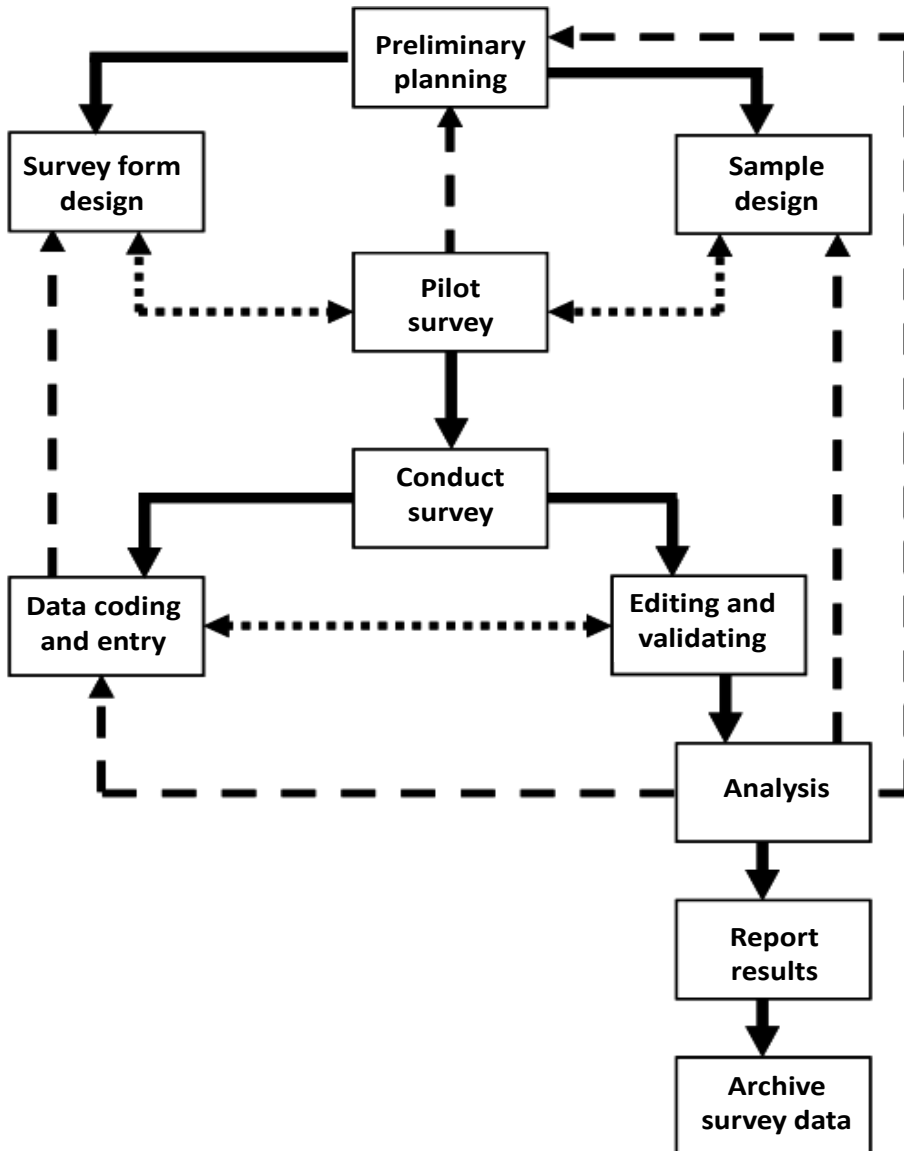 Preliminary
planning
Survey form
design
Sample
design
Pilot
survey
Conduct
survey
Data coding
and entry
Editing and
validating
Analysis
Report
results
Archive
survey data